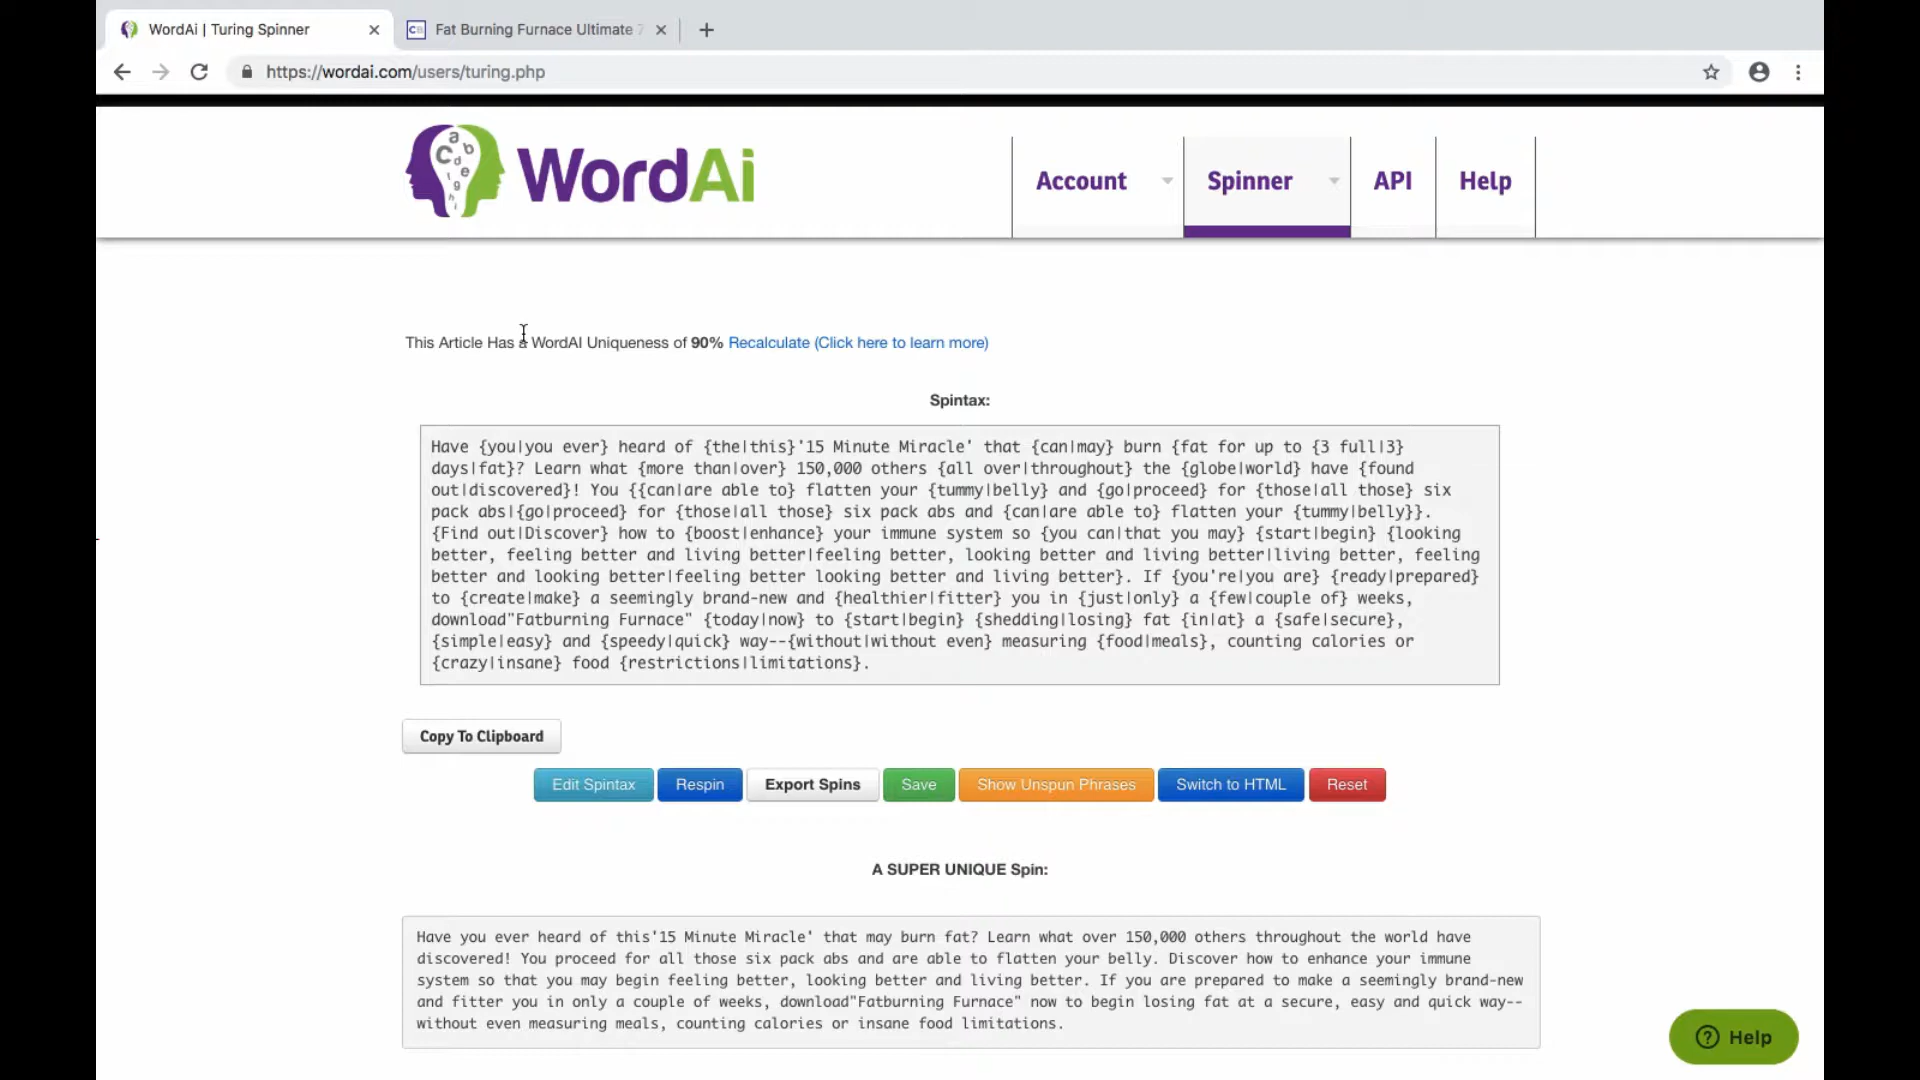 WordAi | Turing Spinner
Fat Burning Furnace Ultimate 7
https://wordai.com/users/turing.php
WordAi
Account
Spinner
API
Help
This Article Has a WordAI Uniqueness of 90% Recalculate (Click here to learn more)
Spintax:
Have {you|you ever} heard of {the|this}'15 Minute Miracle' that {can|may} burn {fat for up to {3 full|3}
days|fat}? Learn what {more than|over} 150,000 others {all over|throughout} the {globe|world} have {found
out|discovered}! You {{can|are able to} flatten your {tummy|belly} and {go|proceed} for {those|all those} six
pack abs|{go|proceed} for {those|all those} six pack abs and {can|are able to} flatten your {tummy|belly}}.
{Find out|Discover} how to {boost|enhance} your immune system so {you can|that you may} {start|begin} {looking
better, feeling better and living better|feeling better, looking better and living better|living better, feeling
better and looking better|feeling better looking better and living better}. If {you're|you are} {ready|prepared}
to {create|make} a seemingly brand-new and {healthier|fitter} you in {just|only} a {few|couple of} weeks,
download"Fatburning Furnace" {today|now} to {start|begin} {shedding|losing} fat {in|at} a {safe|secure},
{simple|easy} and {speedy|quick} way--{without|without even} measuring {food|meals}, counting calories or
{crazy|insane} food {restrictions|limitations}.
Copy To Clipboard
Edit Spintax
Respin
Export Spins
Save
Show Unspun Phrases
Switch to HTML
Reset
A SUPER UNIQUE Spin:
Have you ever heard of this'15 Minute Miracle' that may burn fat? Learn what over 150,000 others throughout the world have
discovered! You proceed for all those six pack abs and are able to flatten your belly. Discover how to enhance your immune
system so that you may begin feeling better, looking better and living better. If you are prepared to make a seemingly brand-new
and fitter you in only a couple of weeks, download"Fatburning Furnace" now to begin losing fat at a secure, easy and quick way--
without even measuring meals, counting calories or insane food limitations.
Help